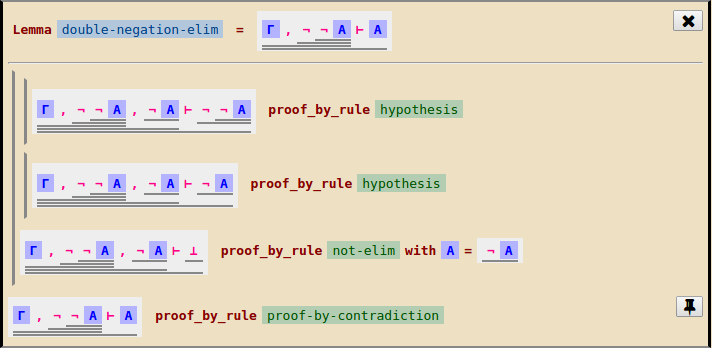 Lemma double-negation-elim = Γ , ¬ ¬ A ⊢ A
Γ , ¬ ¬ A , ¬ A ⊢ ¬ ¬ A proof_by_rule hypothesis
Γ , ¬ ¬ A , ¬ A ⊢ ¬ A proof_by_rule hypothesis
Γ , ¬ ¬ A , ¬ A ⊢ ⊥ proof_by_rule not-elim with A = ¬ A
Γ , ¬ ¬ A ⊢ A proof_by_rule proof-by-contradiction